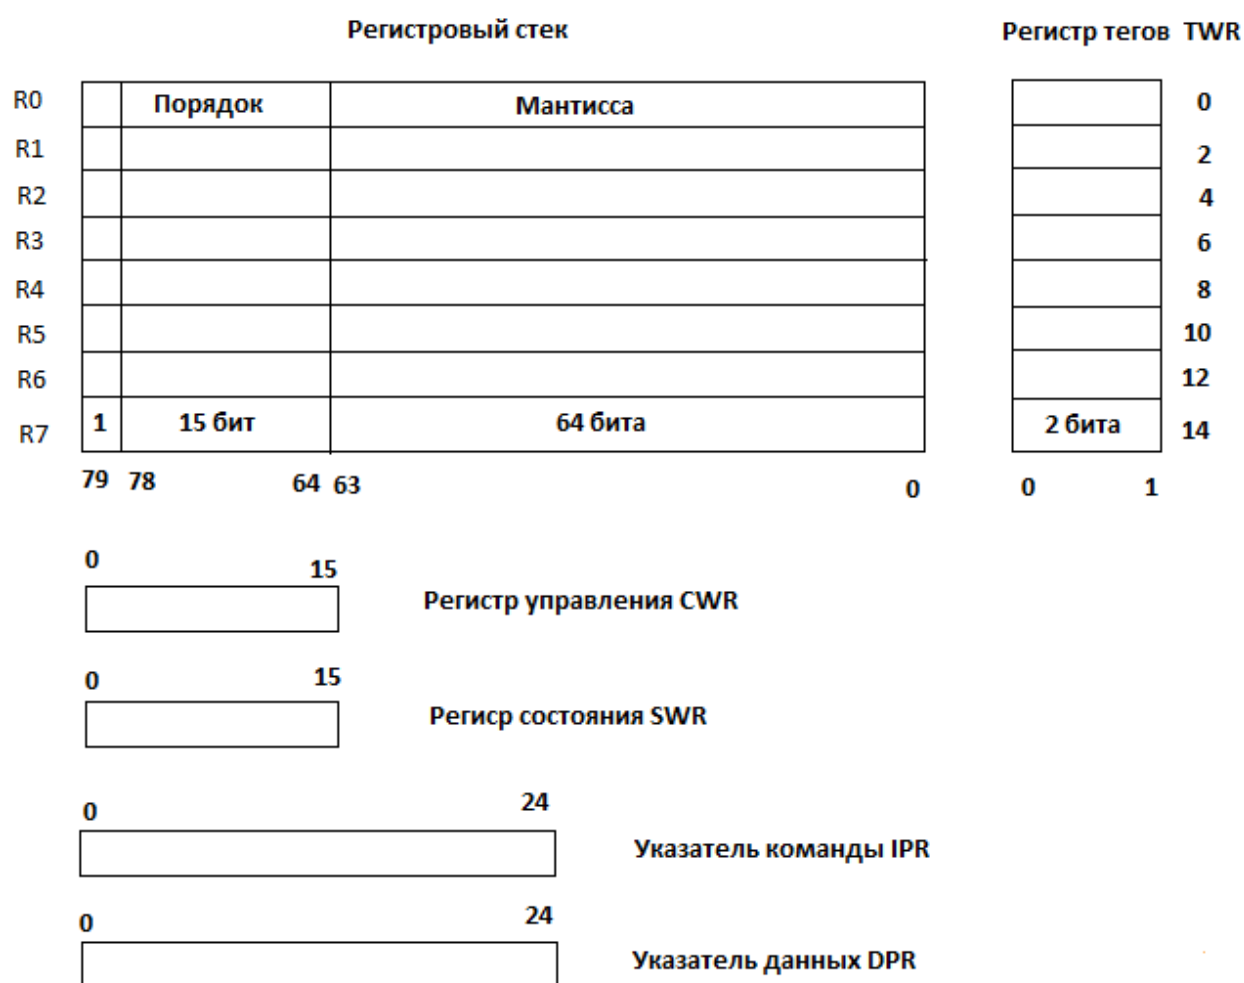 Регистровый стек
Регистр тегов TWR
R0 Порядок Мантисса 0
R1 2
R2 4
R3 6
R4 8
R5 10
R6 12
R7 1 15 бит 64 бита 2 бита 14
79 78 64 63 0 0 1
0 15
Регистр управления CWR
0 15
Региср состояния SWR
0 24
Указатель команды IPR
0 24
Указатель данных DPR